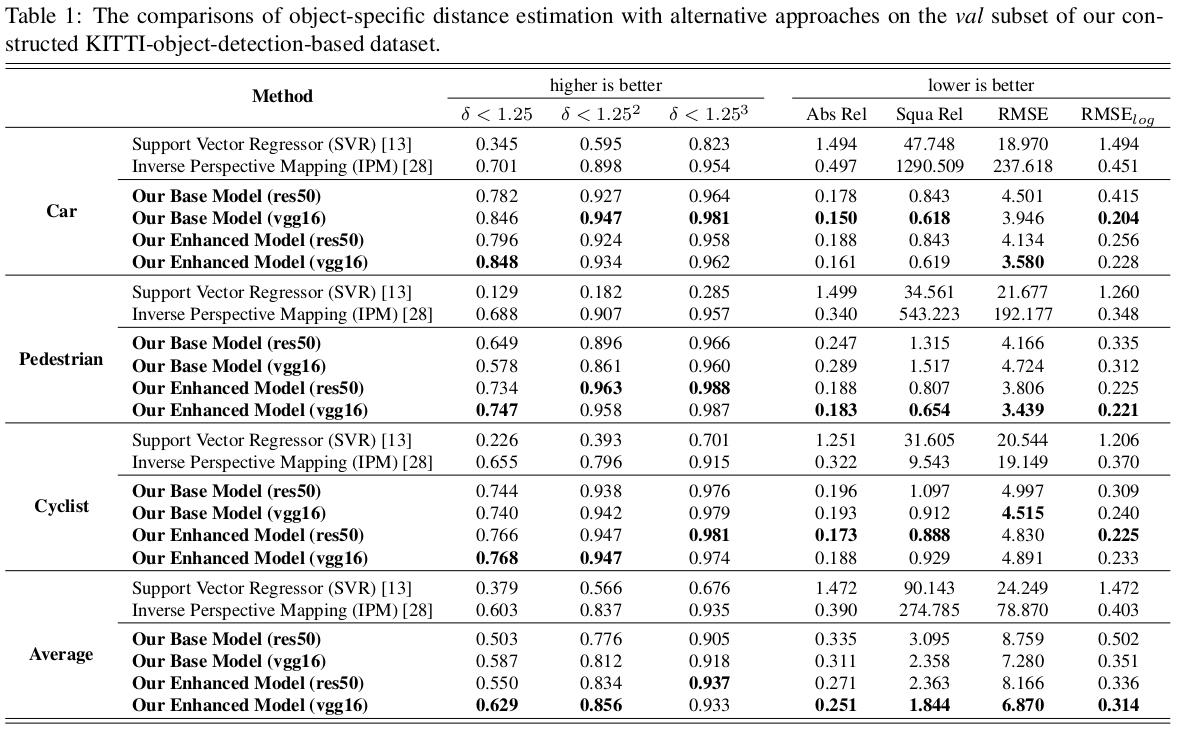 Table 1: The comparisons of object-specific distance estimation with alternative approaches on the val subset of our con-
structed KITTI-object-detection-based dataset.
Method higher is better lower is better
δ < 1.25 δ < 1.25² δ < 1.25³ Abs Rel Squa Rel RMSE RMSElog
Car
Support Vector Regressor (SVR) [13] 0.345 0.595 0.823 1.494 47.748 18.970 1.494
Inverse Perspective Mapping (IPM) [28] 0.701 0.898 0.954 0.497 1290.509 237.618 0.451
Our Base Model (res50) 0.782 0.927 0.964 0.178 0.843 4.501 0.415
Our Base Model (vgg16) 0.846 0.947 0.981 0.150 0.618 3.946 0.204
Our Enhanced Model (res50) 0.796 0.924 0.958 0.188 0.843 4.134 0.256
Our Enhanced Model (vgg16) 0.848 0.934 0.962 0.161 0.619 3.580 0.228
Pedestrian
Support Vector Regressor (SVR) [13] 0.129 0.182 0.285 1.499 34.561 21.677 1.260
Inverse Perspective Mapping (IPM) [28] 0.688 0.907 0.957 0.340 543.223 192.177 0.348
Our Base Model (res50) 0.649 0.896 0.966 0.247 1.315 4.166 0.335
Our Base Model (vgg16) 0.578 0.861 0.960 0.289 1.517 4.724 0.312
Our Enhanced Model (res50) 0.734 0.963 0.988 0.188 0.807 3.806 0.225
Our Enhanced Model (vgg16) 0.747 0.958 0.987 0.183 0.654 3.439 0.221
Cyclist
Support Vector Regressor (SVR) [13] 0.226 0.393 0.701 1.251 31.605 20.544 1.206
Inverse Perspective Mapping (IPM) [28] 0.655 0.796 0.915 0.322 9.543 19.149 0.370
Our Base Model (res50) 0.744 0.938 0.976 0.196 1.097 4.997 0.309
Our Base Model (vgg16) 0.740 0.942 0.979 0.193 0.912 4.515 0.240
Our Enhanced Model (res50) 0.766 0.947 0.981 0.173 0.888 4.830 0.225
Our Enhanced Model (vgg16) 0.768 0.947 0.974 0.188 0.929 4.891 0.233
Average
Support Vector Regressor (SVR) [13] 0.379 0.566 0.676 1.472 90.143 24.249 1.472
Inverse Perspective Mapping (IPM) [28] 0.603 0.837 0.935 0.390 274.785 78.870 0.403
Our Base Model (res50) 0.503 0.776 0.905 0.335 3.095 8.759 0.502
Our Base Model (vgg16) 0.587 0.812 0.918 0.311 2.358 7.280 0.351
Our Enhanced Model (res50) 0.550 0.834 0.937 0.271 2.363 8.166 0.336
Our Enhanced Model (vgg16) 0.629 0.856 0.933 0.251 1.844 6.870 0.314